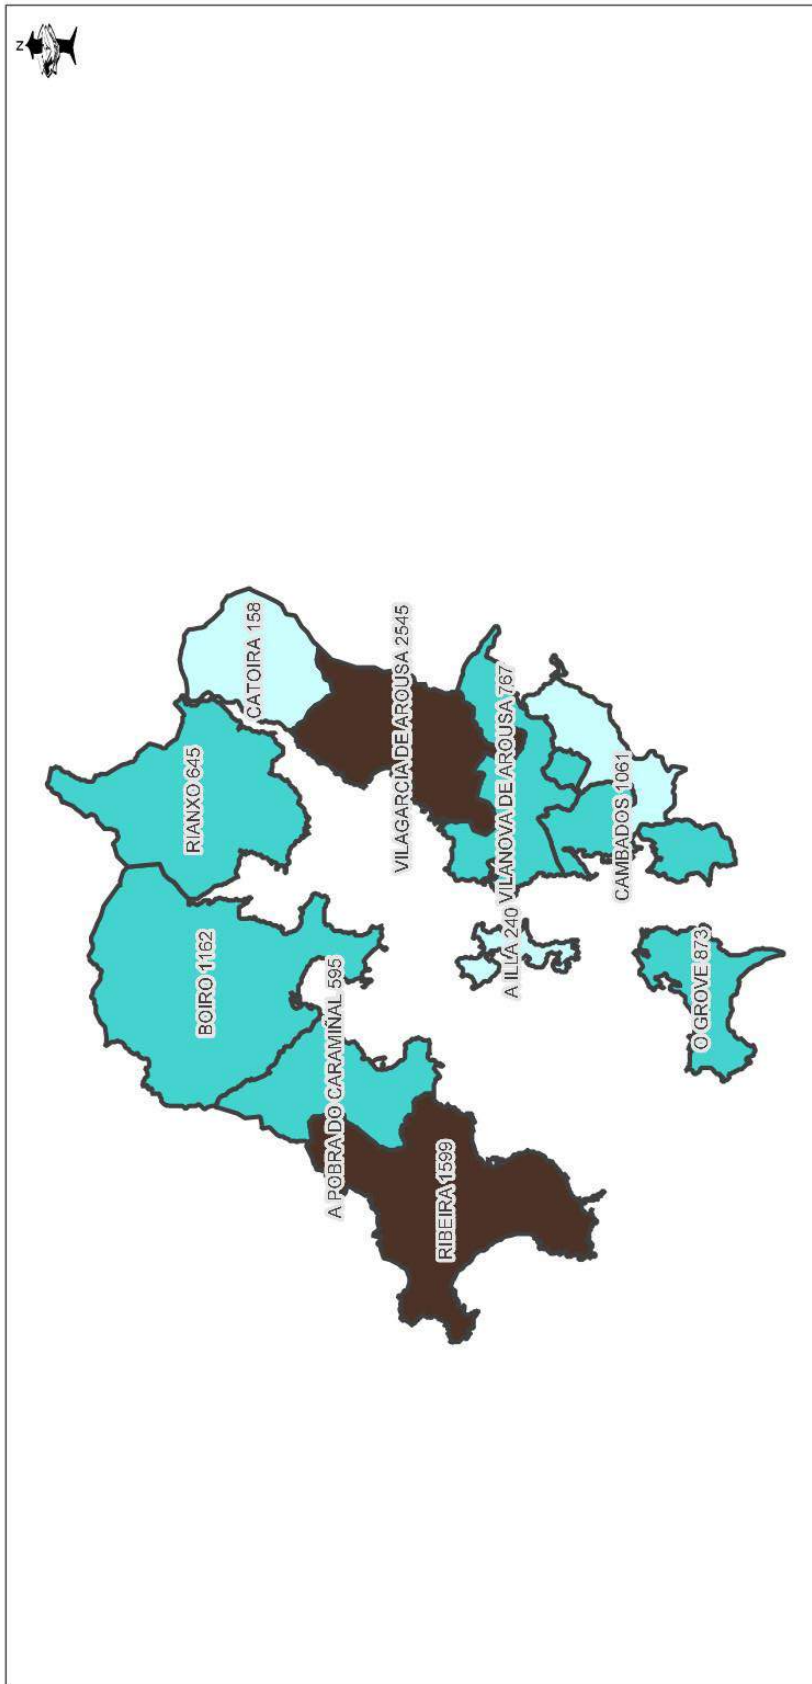 N
RIANXO 645
BOIRO 1162
CATOIRA 158
A POBRA DO CARAMIÑAL 595
VILAGARCIA DE AROUSA 2545
RIBEIRA 1599
A ILLA 240
VILANOVA DE AROUSA 767
CAMBADOS 1061
O GROVE 873